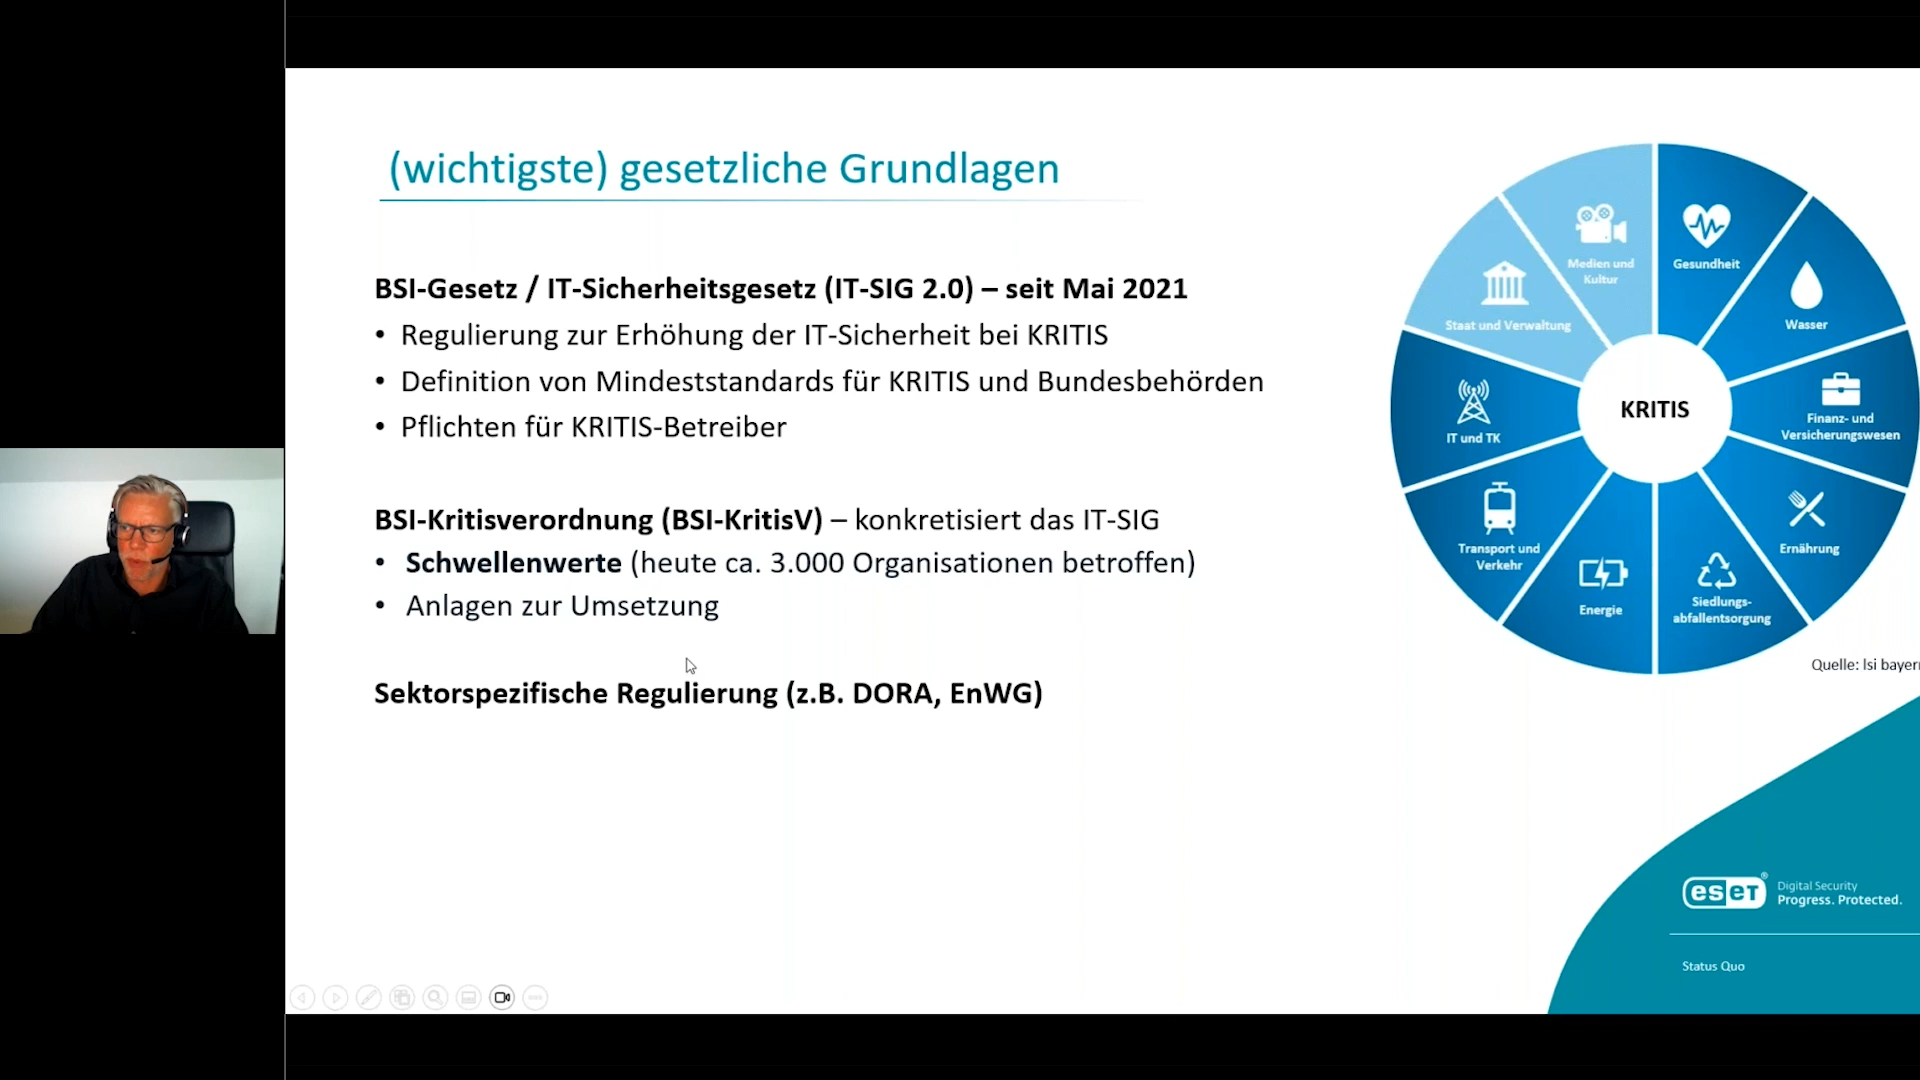 (wichtigste) gesetzliche Grundlagen
BSI-Gesetz / IT-Sicherheitsgesetz (IT-SIG 2.0) – seit Mai 2021
• Regulierung zur Erhöhung der IT-Sicherheit bei KRITIS
• Definition von Mindeststandards für KRITIS und Bundesbehörden
• Pflichten für KRITIS-Betreiber
BSI-Kritisverordnung (BSI-KritisV) – konkretisiert das IT-SIG
• Schwellenwerte (heute ca. 3.000 Organisationen betroffen)
• Anlagen zur Umsetzung
Sektorspezifische Regulierung (z.B. DORA, EnWG)
KRITIS
Gesundheit
Wasser
Finanz- und
Versicherungswesen
Ernährung
Siedlungs-
abfallentsorgung
Energie
Transport und
Verkehr
IT und TK
Staat und Verwaltung
Medien und
Kultur
Quelle: lsi bayern
eseT®
Digital Security
Progress. Protected.
Status Quo